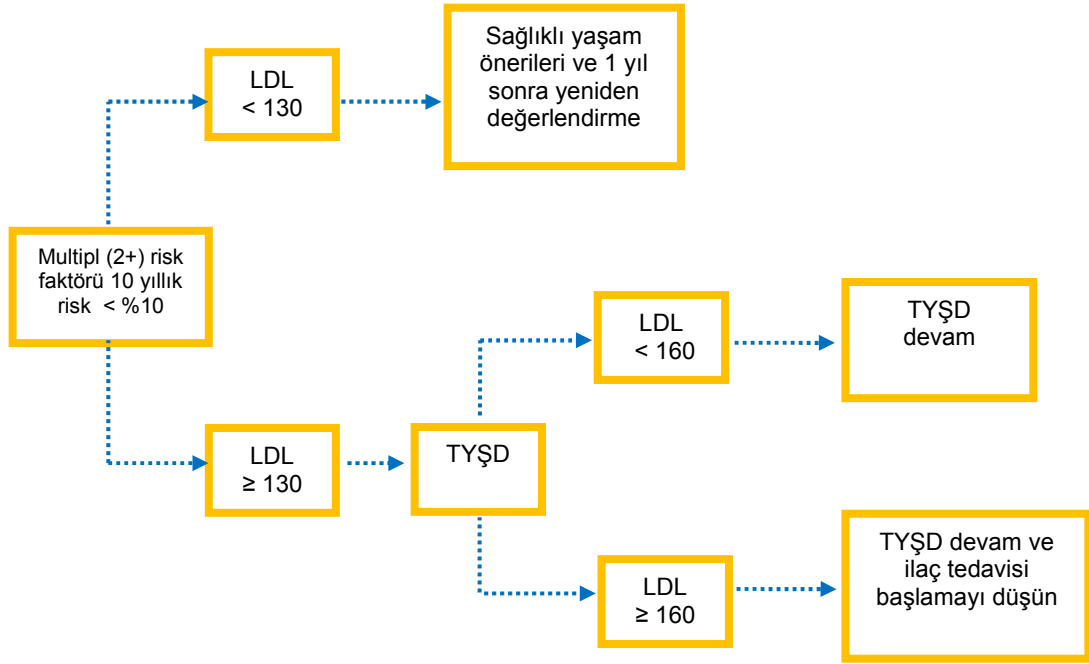 Sağlıklı yaşam
önerileri ve 1 yıl
sonra yeniden
değerlendirme
LDL
< 130
Multipl (2+) risk
faktörü 10 yıllık
risk < %10
LDL
< 160
TYŞD
devam
LDL
≥ 130
TYŞD
LDL
≥ 160
TYŞD devam ve
ilaç tedavisi
başlamayı düşün